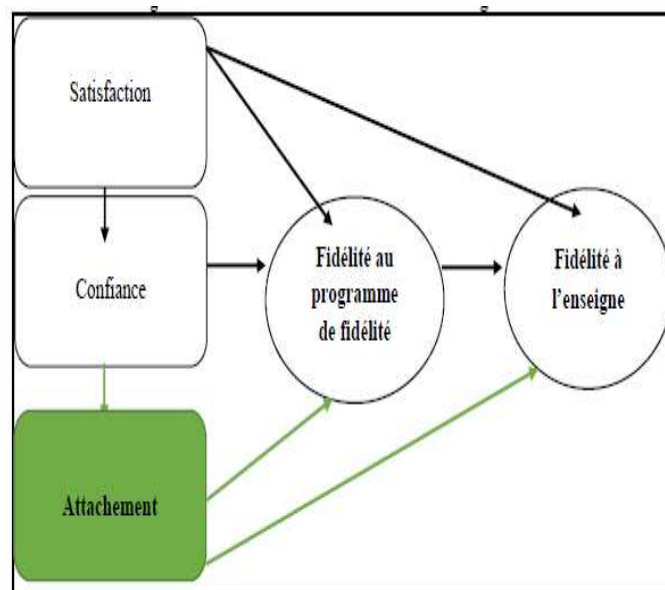 Satisfaction
Confiance
Fidélité au
programme
de fidélité
Fidélité à
l’enseigne
Attachement